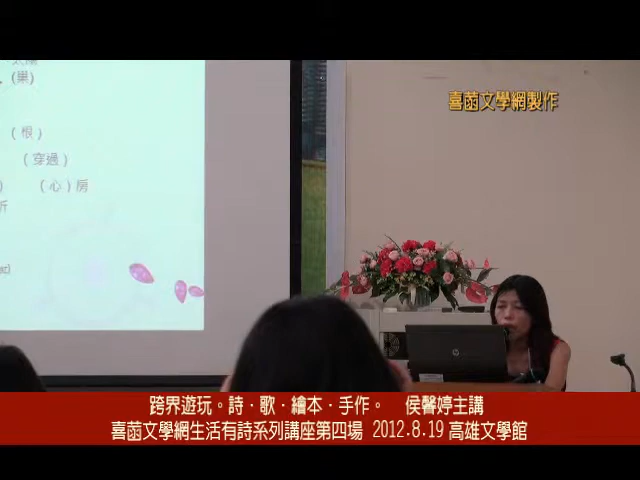 (巢)
喜菡文學網製作
(恨)
(穿過)
(心)房
跨界遊玩。詩·歌·繪本·手作。 侯馨婷主講
喜菡文學網生活有詩系列講座第四場 2012.8.19 高雄文學館